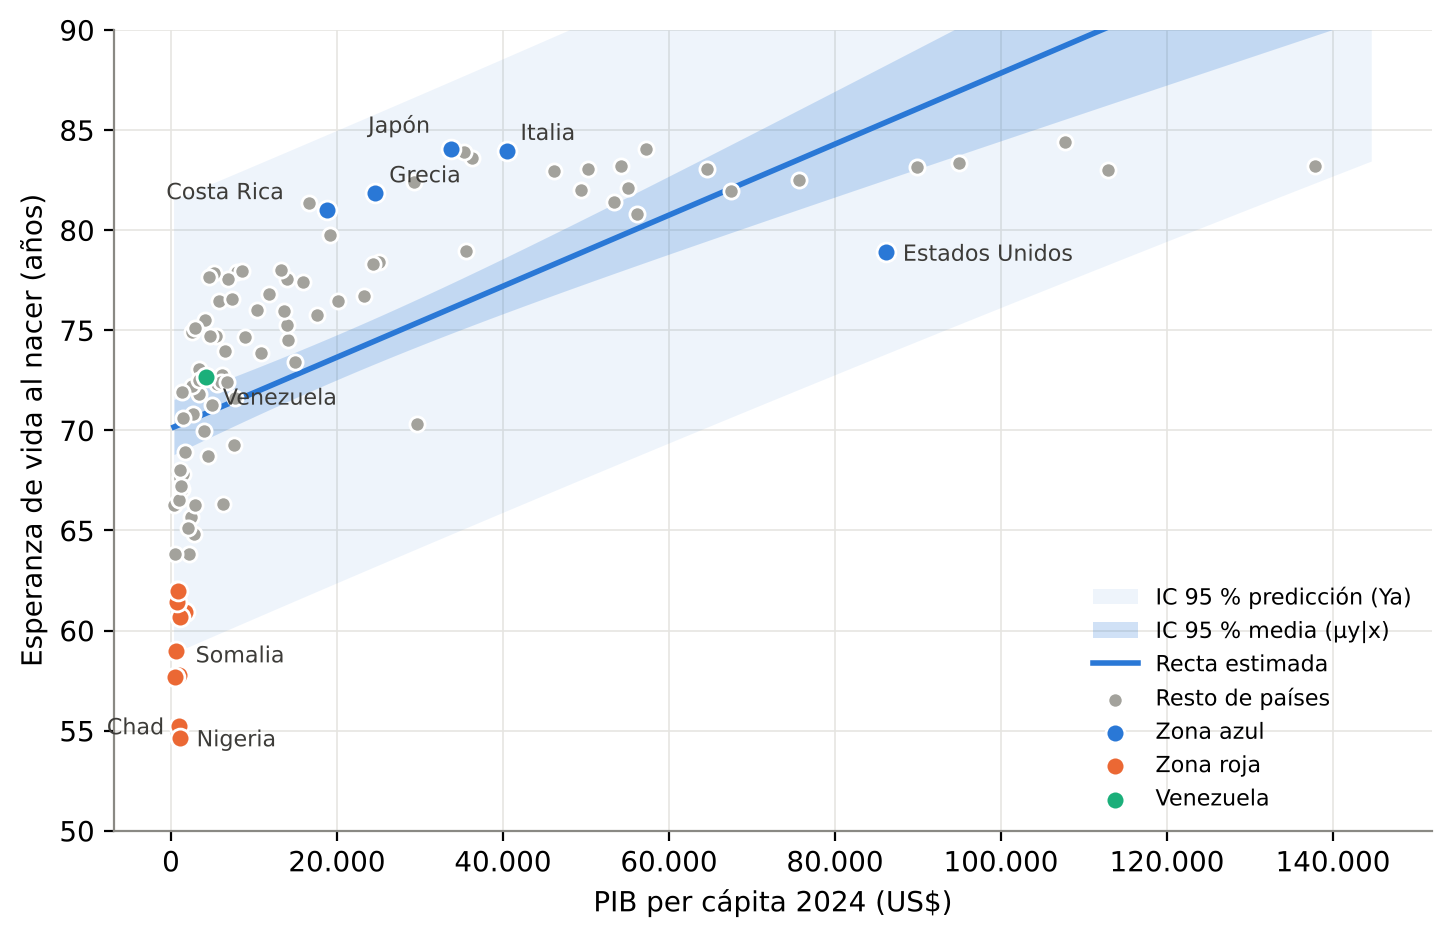 90
85
80
75
70
65
60
55
50
Esperanza de vida al nacer (años)
Japón
Italia
Grecia
Costa Rica
Estados Unidos
Venezuela
Somalia
Chad
Nigeria
IC 95 % predicción (Ya)
IC 95 % media (μy|x)
Recta estimada
Resto de países
Zona azul
Zona roja
Venezuela
0 20.000 40.000 60.000 80.000 100.000 120.000 140.000
PIB per cápita 2024 (US$)